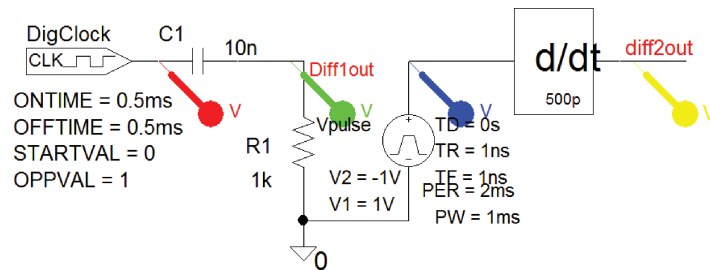 DigClock
CLK
ONTIME = 0.5ms
OFFTIME = 0.5ms
STARTVAL = 0
OPPVAL = 1
C1
10n
V
Diff1out
V
R1
1k
0
Vpulse
V2 = -1V
V1 = 1V
TD = 0s
TR = 1ns
TF = 1ns
PER = 2ms
PW = 1ms
V
d/dt
500p
diff2out
V